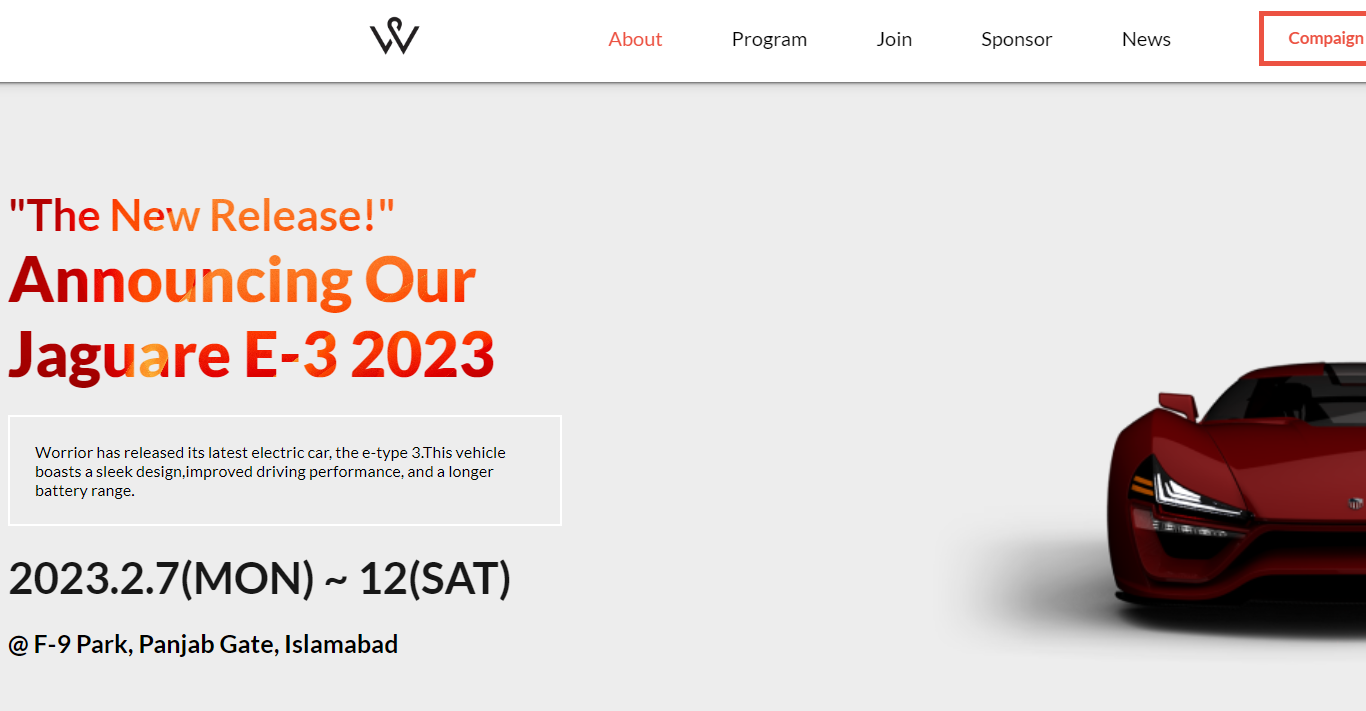 About Program Join Sponsor News Compaign
"The New Release!"
Announcing Our
Jaguare E-3 2023
Worrior has released its latest electric car, the e-type 3.This vehicle
boasts a sleek design,improved driving performance, and a longer
battery range.
2023.2.7(MON) ~ 12(SAT)
@ F-9 Park, Panjab Gate, Islamabad